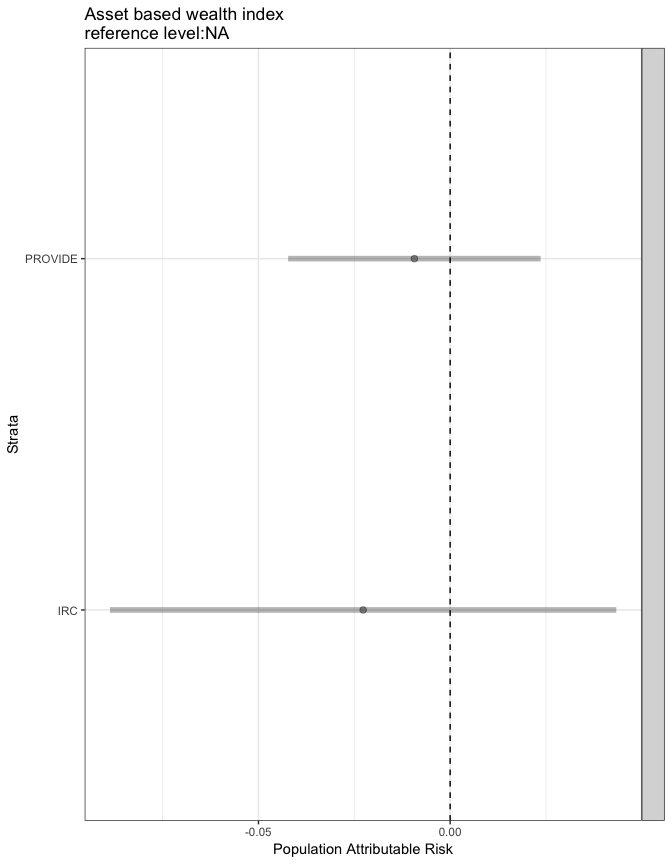 Asset based wealth index
reference level:NA
PROVIDE
Strata
IRC
-0.05
0.00
Population Attributable Risk